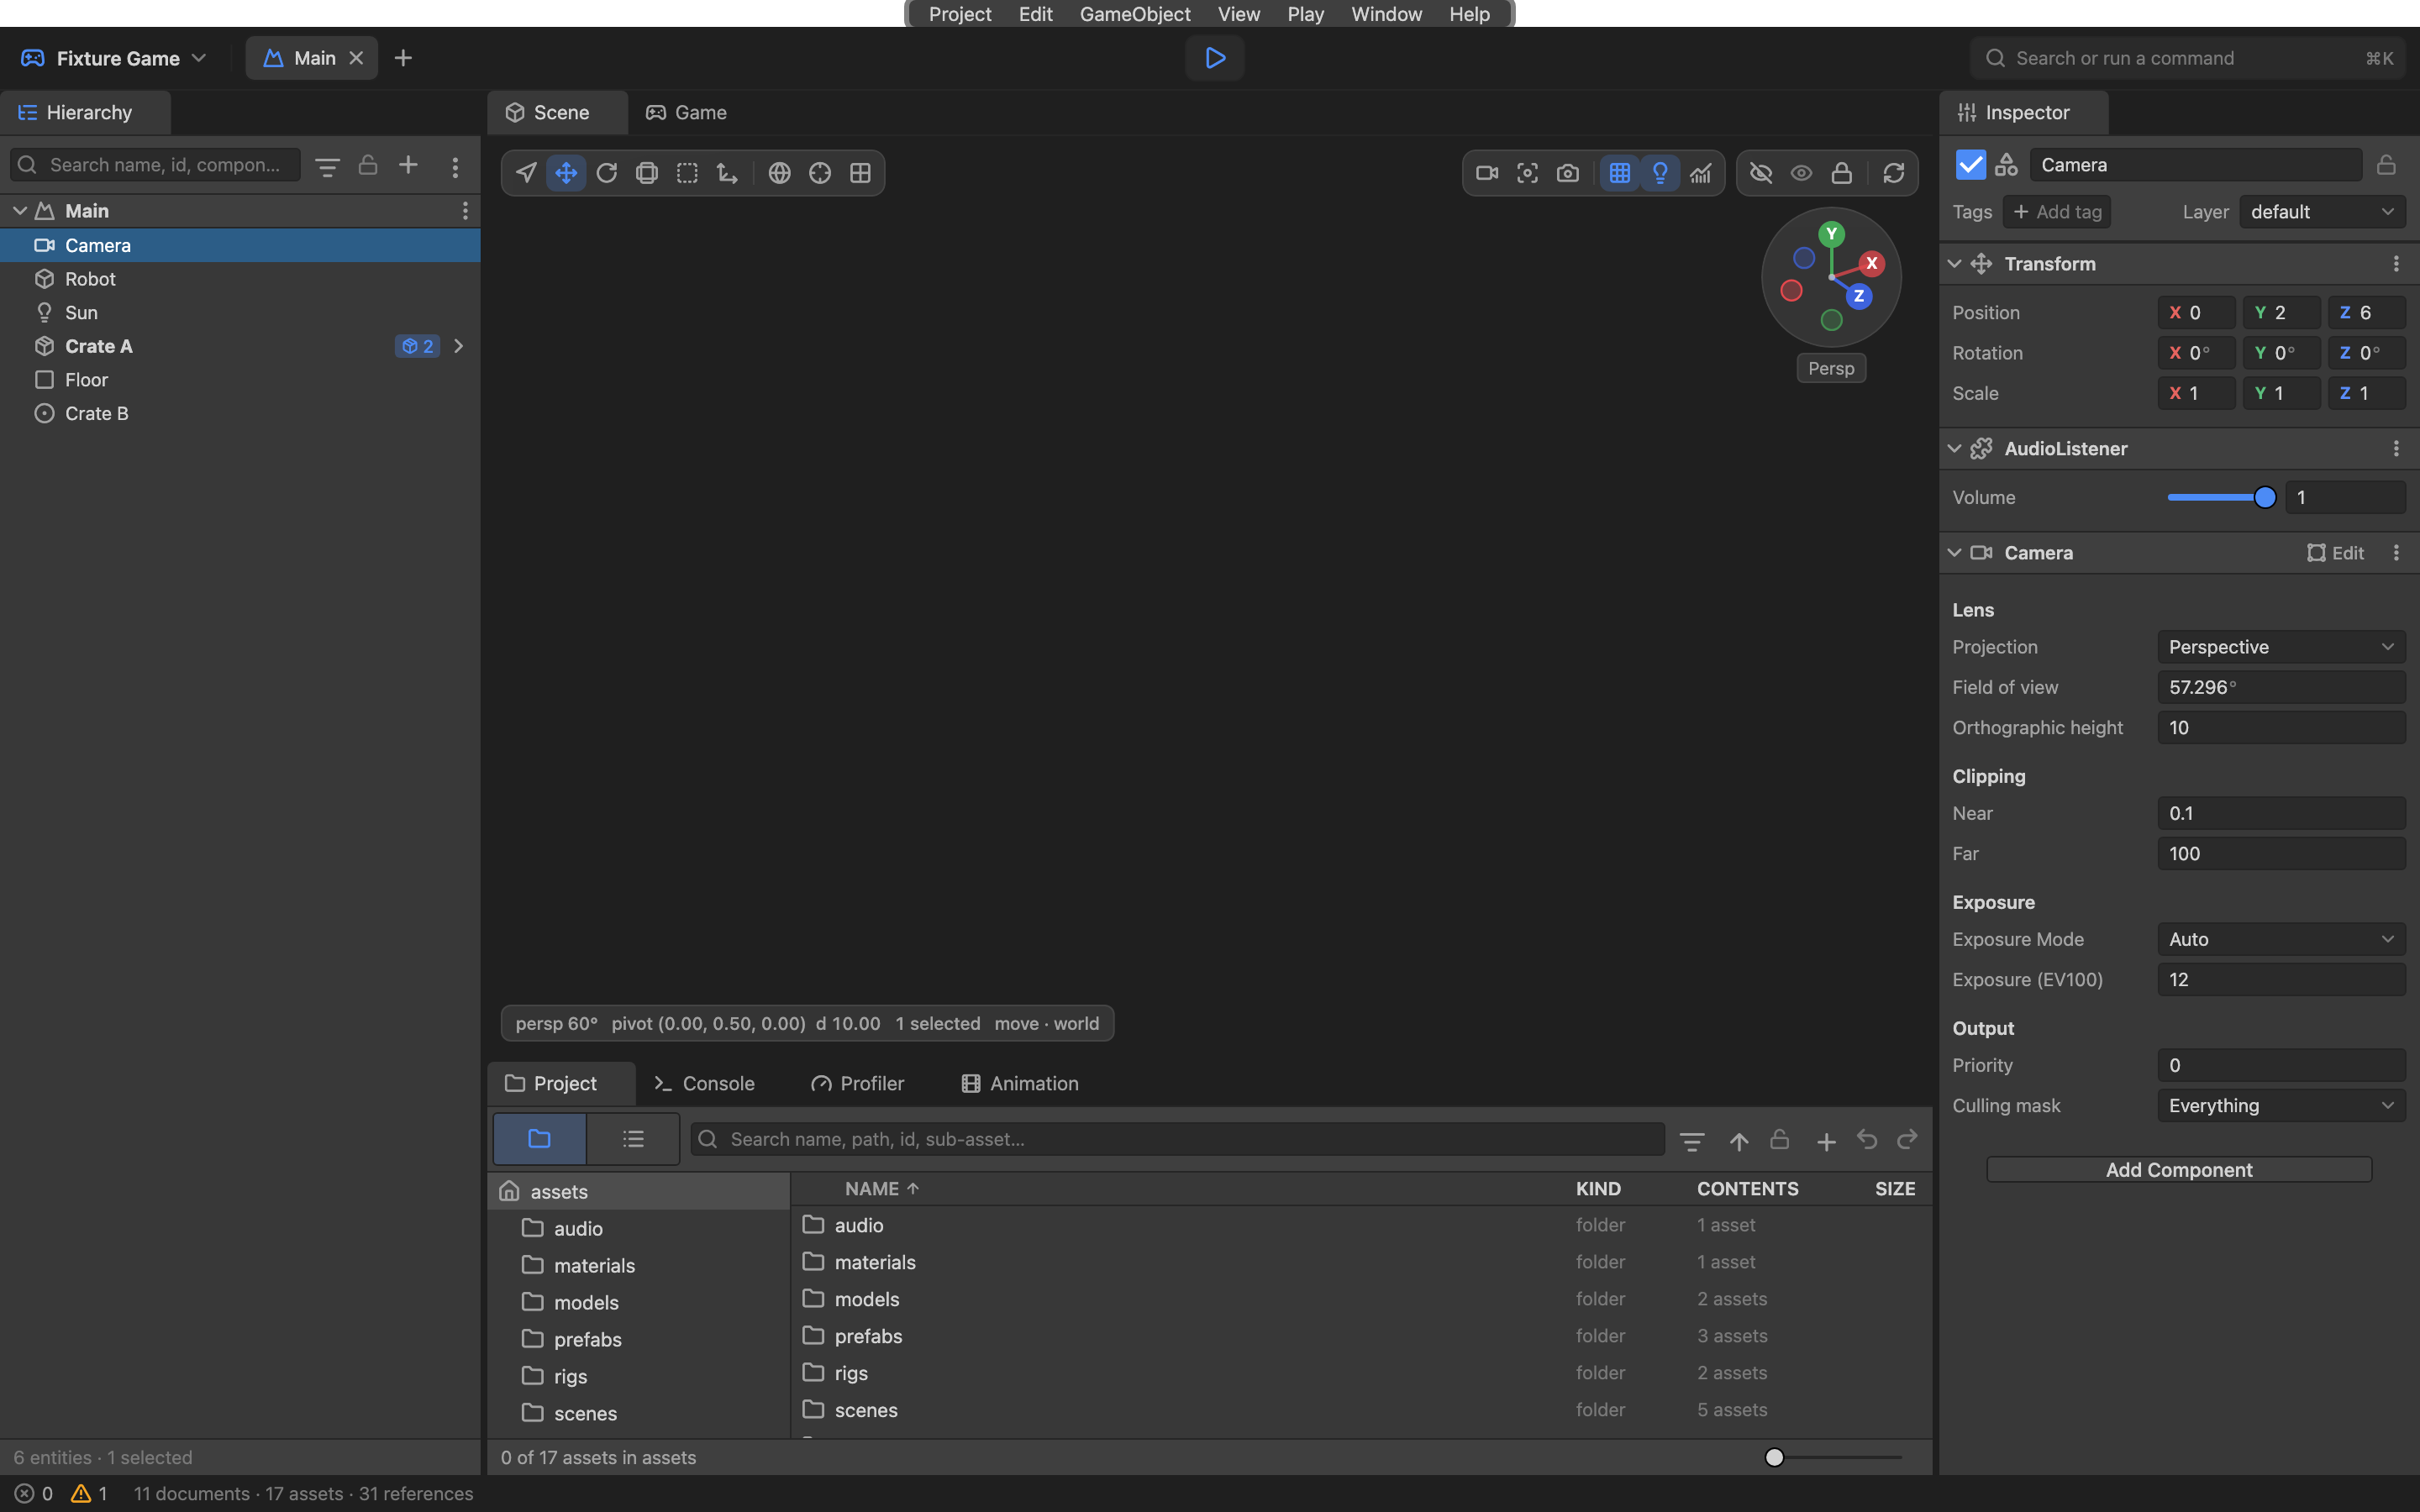 Project Edit GameObject View Play Window Help
Fixture Game
Main
Search or run a command ⌘K
Hierarchy
Search name, id, compon...
Main
Camera
Robot
Sun
Crate A 2
Floor
Crate B
6 entities · 1 selected
Scene Game
Y
X
Z
Persp
persp 60° pivot (0.00, 0.50, 0.00) d 10.00 1 selected move · world
Project Console Profiler Animation
Search name, path, id, sub-asset...
assets
audio
materials
models
prefabs
rigs
scenes
NAME ↑ KIND CONTENTS SIZE
audio folder 1 asset
materials folder 1 asset
models folder 2 assets
prefabs folder 3 assets
rigs folder 2 assets
scenes folder 5 assets
0 of 17 assets in assets
Inspector
Camera
Tags + Add tag Layer default
Transform
Position X 0 Y 2 Z 6
Rotation X 0° Y 0° Z 0°
Scale X 1 Y 1 Z 1
AudioListener
Volume 1
Camera Edit
Lens
Projection Perspective
Field of view 57.296°
Orthographic height 10
Clipping
Near 0.1
Far 100
Exposure
Exposure Mode Auto
Exposure (EV100) 12
Output
Priority 0
Culling mask Everything
Add Component
0 1 11 documents · 17 assets · 31 references